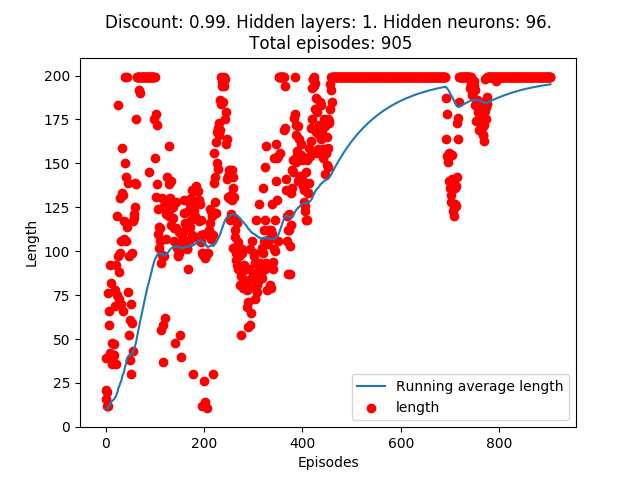 Discount: 0.99. Hidden layers: 1. Hidden neurons: 96.
Total episodes: 905
200
175
150
125
100
75
50
25
0
Length
0
200
400
600
800
Episodes
Running average length
length